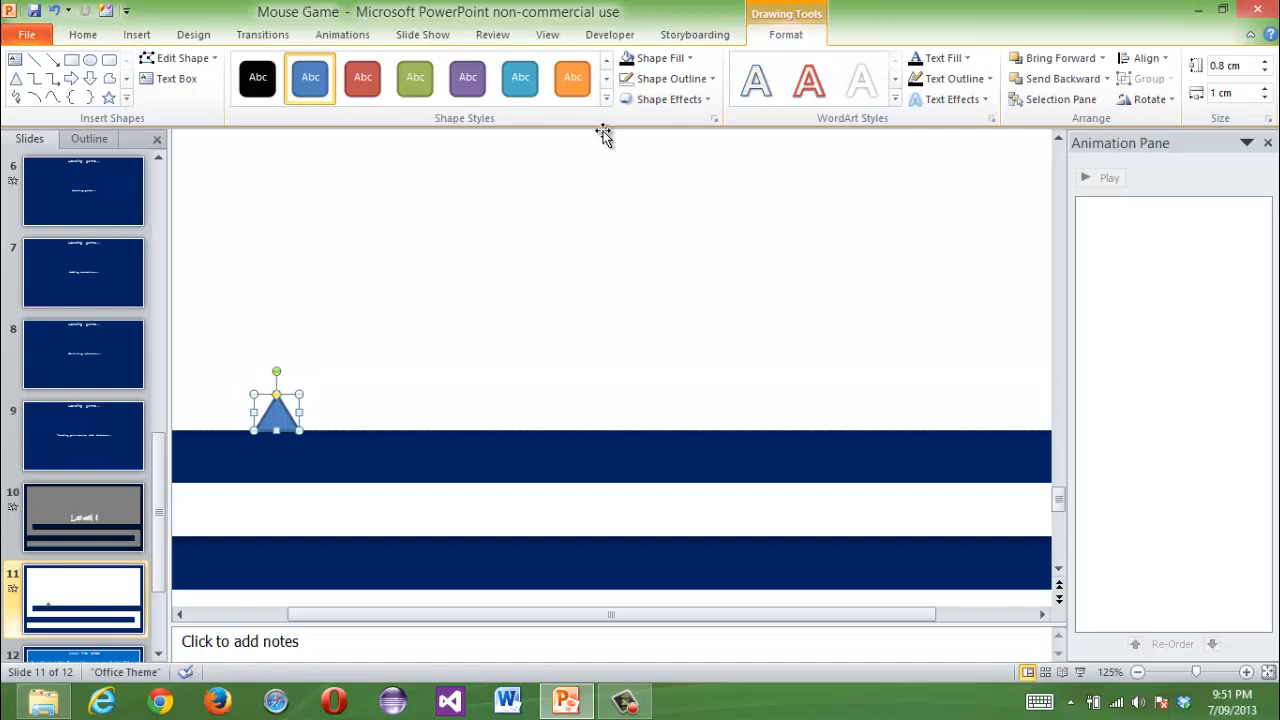 Mouse Game - Microsoft PowerPoint non-commercial use
Drawing Tools
File
Home
Insert
Design
Transitions
Animations
Slide Show
Review
View
Developer
Storyboarding
Format
Edit Shape
Text Box
Insert Shapes
Abc
Abc
Abc
Abc
Abc
Abc
Abc
Shape Fill
Shape Outline
Shape Effects
Shape Styles
A
A
A
Text Fill
Text Outline
Text Effects
WordArt Styles
Bring Forward
Send Backward
Selection Pane
Align
Group
Rotate
Arrange
0.8 cm
1 cm
Size
Slides
Outline
6
7
8
9
10
Level 1
11
12
Animation Pane
Play
Re-Order
Click to add notes
Slide 11 of 12
"Office Theme"
125%
9:51 PM
7/09/2013